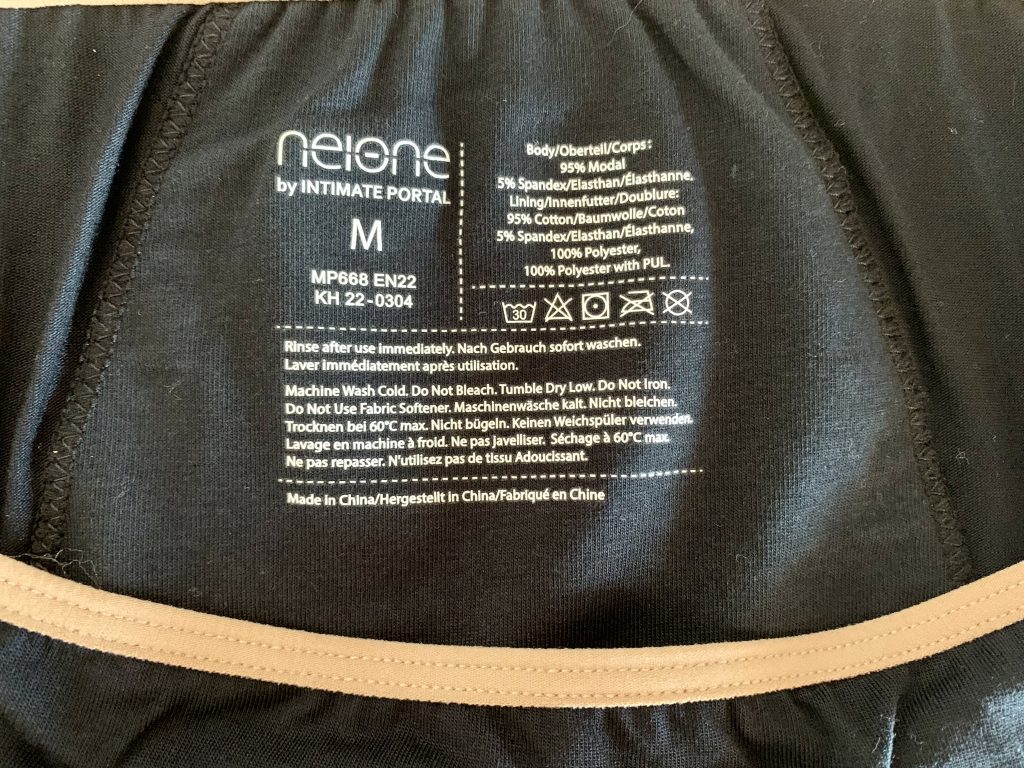 neione
by INTIMATE PORTAL
M
MP668 EN22
KH 22-0304
Body/Oberteil/Corps:
95% Modal
5% Spandex/Elasthan/Élasthanne.
Lining/Innenfutter/Doublure:
95% Cotton/Baumwolle/Coton
5% Spandex/Elasthan/Élasthanne,
100% Polyester,
100% Polyester with PUL.
30
Rinse after use immediately. Nach Gebrauch sofort waschen.
Laver immédiatement après utilisation.
Machine Wash Cold. Do Not Bleach. Tumble Dry Low. Do Not Iron.
Do Not Use Fabric Softener. Maschinenwäsche kalt. Nicht bleichen.
Trocknen bei 60°C max. Nicht bügeln. Keinen Weichspüler verwenden.
Lavage en machine à froid. Ne pas javelliser. Séchage à 60°C max.
Ne pas repasser. N'utilisez pas de tissu Adoucissant.
Made in China/Hergestellt in China/Fabriqué en Chine